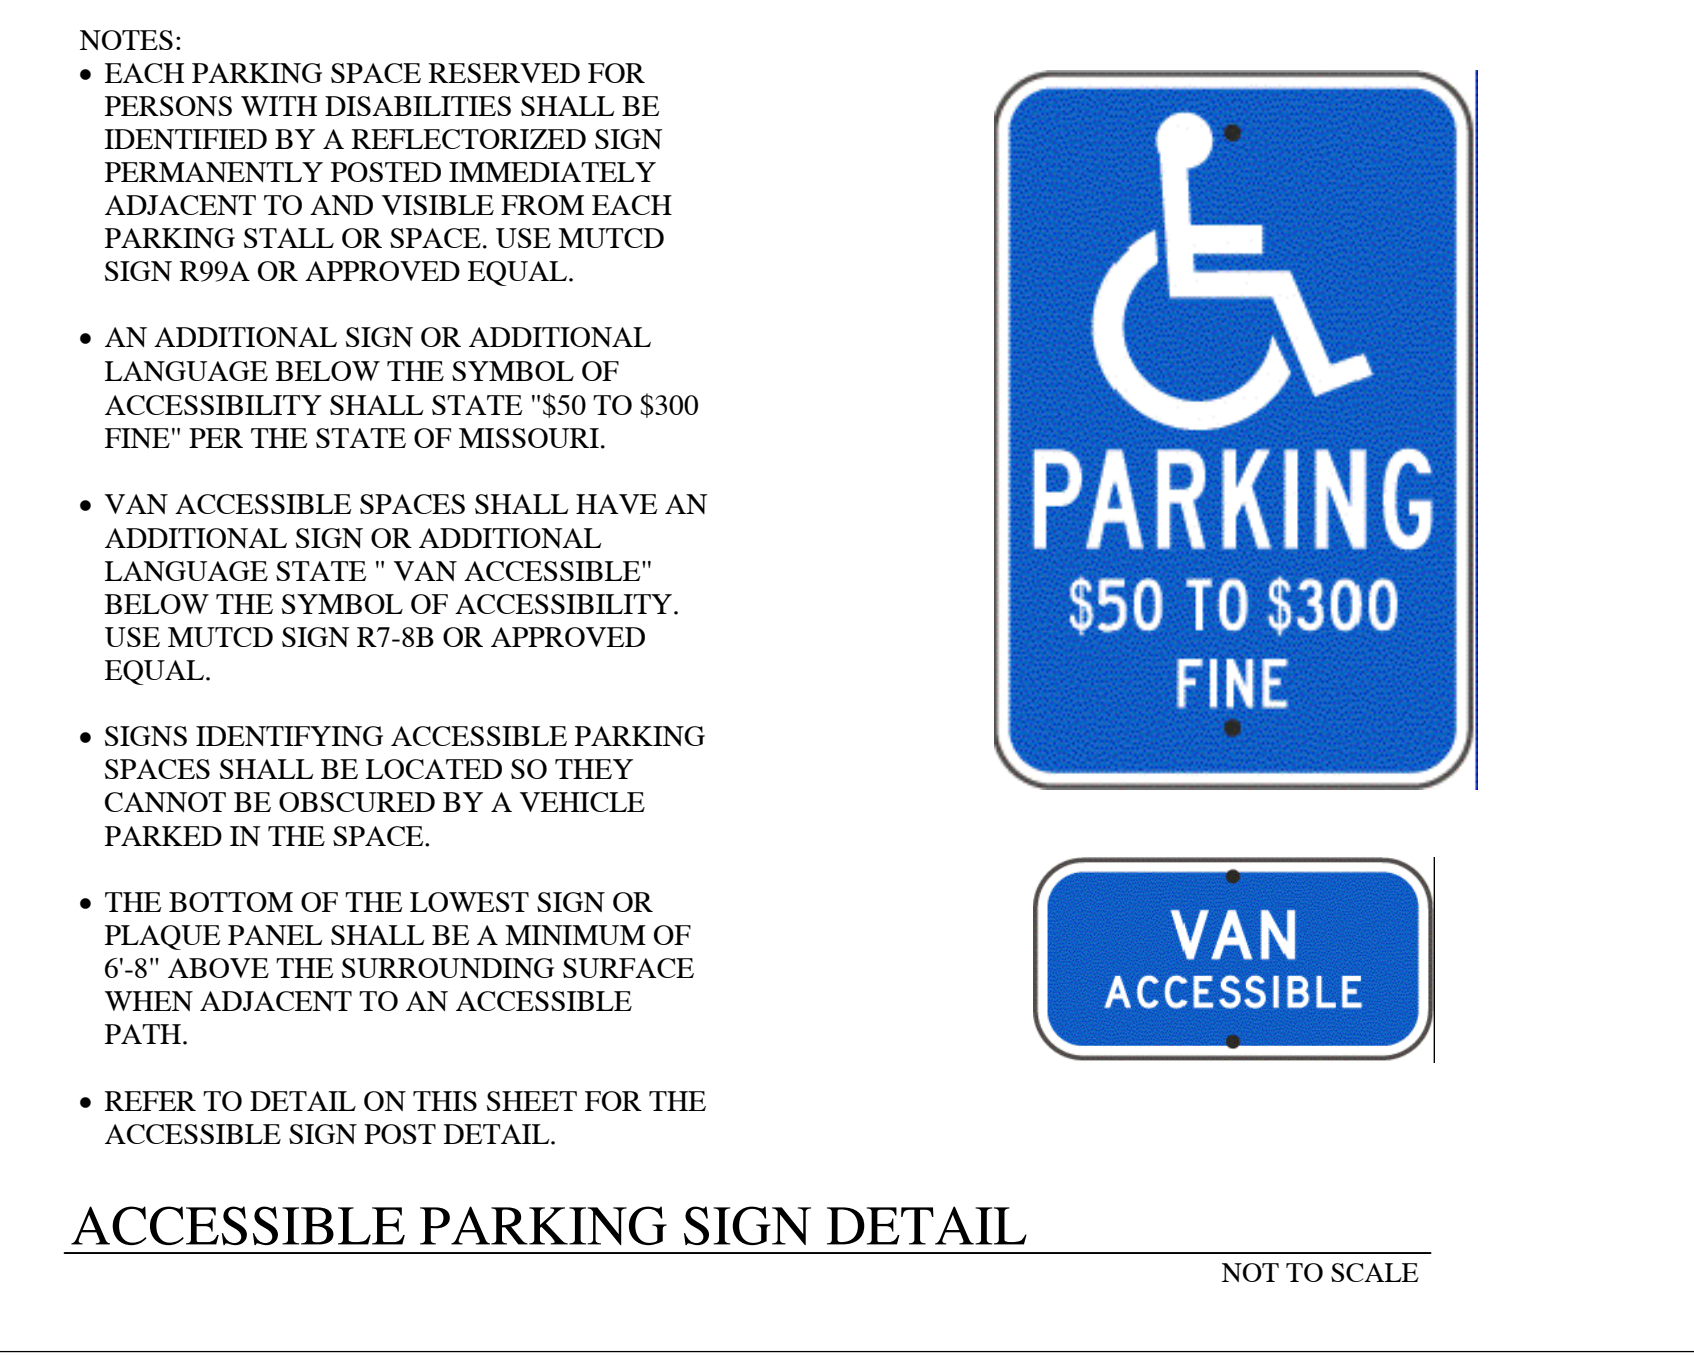 NOTES:
• EACH PARKING SPACE RESERVED FOR
PERSONS WITH DISABILITIES SHALL BE
IDENTIFIED BY A REFLECTORIZED SIGN
PERMANENTLY POSTED IMMEDIATELY
ADJACENT TO AND VISIBLE FROM EACH
PARKING STALL OR SPACE. USE MUTCD
SIGN R99A OR APPROVED EQUAL.
• AN ADDITIONAL SIGN OR ADDITIONAL
LANGUAGE BELOW THE SYMBOL OF
ACCESSIBILITY SHALL STATE "$50 TO $300
FINE" PER THE STATE OF MISSOURI.
• VAN ACCESSIBLE SPACES SHALL HAVE AN
ADDITIONAL SIGN OR ADDITIONAL
LANGUAGE STATE " VAN ACCESSIBLE"
BELOW THE SYMBOL OF ACCESSIBILITY.
USE MUTCD SIGN R7-8B OR APPROVED
EQUAL.
• SIGNS IDENTIFYING ACCESSIBLE PARKING
SPACES SHALL BE LOCATED SO THEY
CANNOT BE OBSCURED BY A VEHICLE
PARKED IN THE SPACE.
• THE BOTTOM OF THE LOWEST SIGN OR
PLAQUE PANEL SHALL BE A MINIMUM OF
6'-8" ABOVE THE SURROUNDING SURFACE
WHEN ADJACENT TO AN ACCESSIBLE
PATH.
• REFER TO DETAIL ON THIS SHEET FOR THE
ACCESSIBLE SIGN POST DETAIL.
PARKING
$50 TO $300
FINE
VAN
ACCESSIBLE
ACCESSIBLE PARKING SIGN DETAIL
NOT TO SCALE